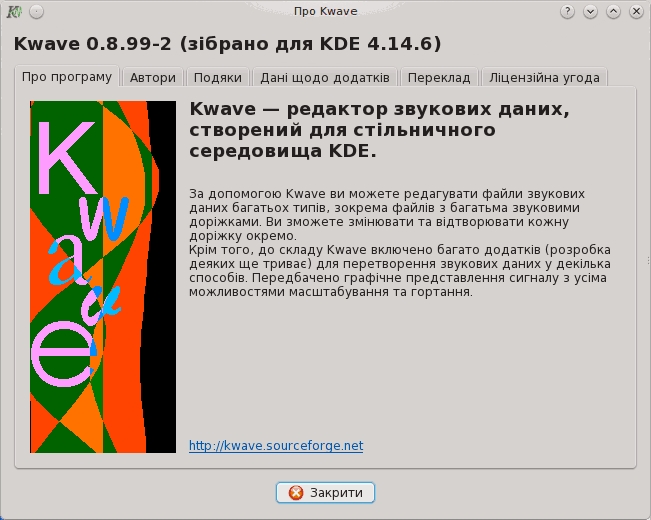 Про Kwave
Kwave 0.8.99-2 (зібрано для KDE 4.14.6)
Про програму Автори Подяки Дані щодо додатків Переклад Ліцензійна угода
Kwave
Kwave — редактор звукових даних,
створений для стільничного
середовища KDE.
За допомогою Kwave ви можете редагувати файли звукових
даних багатьох типів, зокрема файлів з багатьма звуковими
доріжками. Ви зможете змінювати та відтворювати кожну
доріжку окремо.
Крім того, до складу Kwave включено багато додатків (розробка
деяких ще триває) для перетворення звукових даних у декілька
способів. Передбачено графічне представлення сигналу з усіма
можливостями масштабування та гортання.
http://kwave.sourceforge.net
Закрити